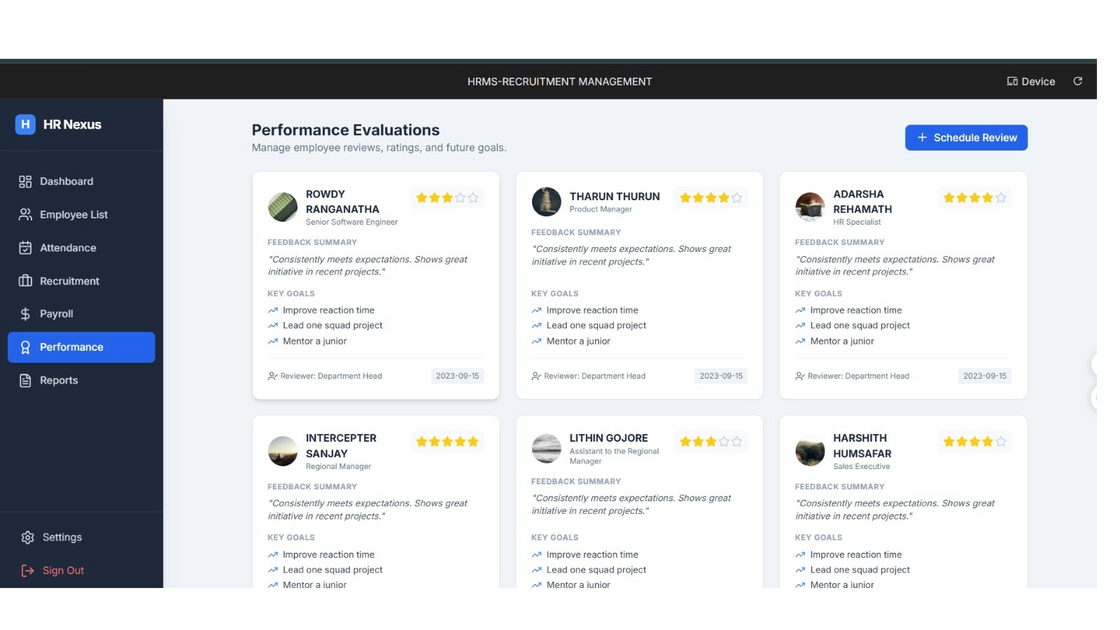 HRMS-RECRUITMENT MANAGEMENT
Device
H HR Nexus
Dashboard
Employee List
Attendance
Recruitment
Payroll
Performance
Reports
Settings
Sign Out
Performance Evaluations
Manage employee reviews, ratings, and future goals.
+ Schedule Review
ROWDY
RANGANATHA
Senior Software Engineer
FEEDBACK SUMMARY
"Consistently meets expectations. Shows great
initiative in recent projects."
KEY GOALS
Improve reaction time
Lead one squad project
Mentor a junior
Reviewer: Department Head
2023-09-15
THARUN THURUN
Product Manager
FEEDBACK SUMMARY
"Consistently meets expectations. Shows great
initiative in recent projects."
KEY GOALS
Improve reaction time
Lead one squad project
Mentor a junior
Reviewer: Department Head
2023-09-15
ADARSHA
REHAMATH
HR Specialist
FEEDBACK SUMMARY
"Consistently meets expectations. Shows great
initiative in recent projects."
KEY GOALS
Improve reaction time
Lead one squad project
Mentor a junior
Reviewer: Department Head
2023-09-15
INTERCEPTER
SANJAY
Regional Manager
FEEDBACK SUMMARY
"Consistently meets expectations. Shows great
initiative in recent projects."
KEY GOALS
Improve reaction time
Lead one squad project
Mentor a junior
LITHIN GOJORE
Assistant to the Regional
Manager
FEEDBACK SUMMARY
"Consistently meets expectations. Shows great
initiative in recent projects."
KEY GOALS
Improve reaction time
Lead one squad project
Mentor a junior
HARSHITH
HUMSAFAR
Sales Executive
FEEDBACK SUMMARY
"Consistently meets expectations. Shows great
initiative in recent projects."
KEY GOALS
Improve reaction time
Lead one squad project
Mentor a junior